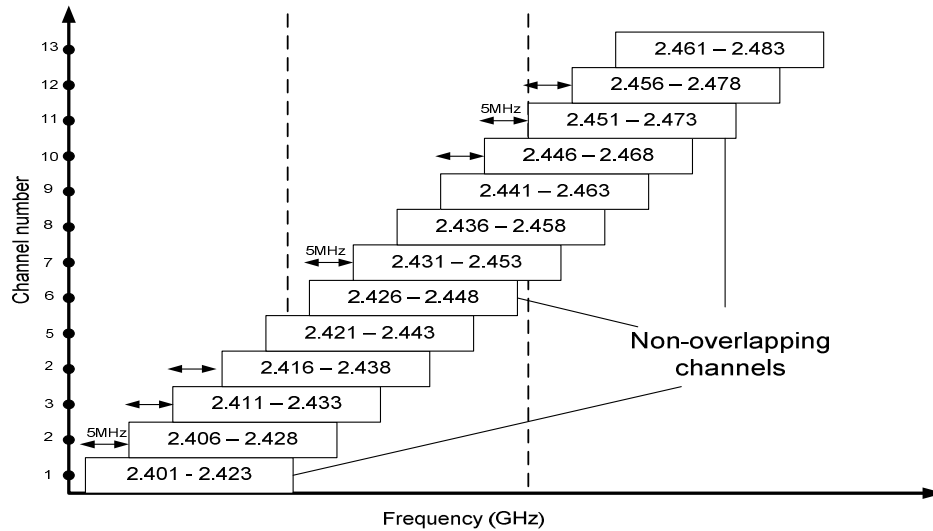 13
2.461 – 2.483
12
2.456 – 2.478
11
5MHz
2.451 – 2.473
10
2.446 – 2.468
9
2.441 – 2.463
8
2.436 – 2.458
7
5MHz
2.431 – 2.453
6
2.426 – 2.448
5
2.421 – 2.443
2
2.416 – 2.438
3
2.411 – 2.433
2
5MHz
2.406 – 2.428
1
2.401 - 2.423
Channel number
Non-overlapping
channels
Frequency (GHz)